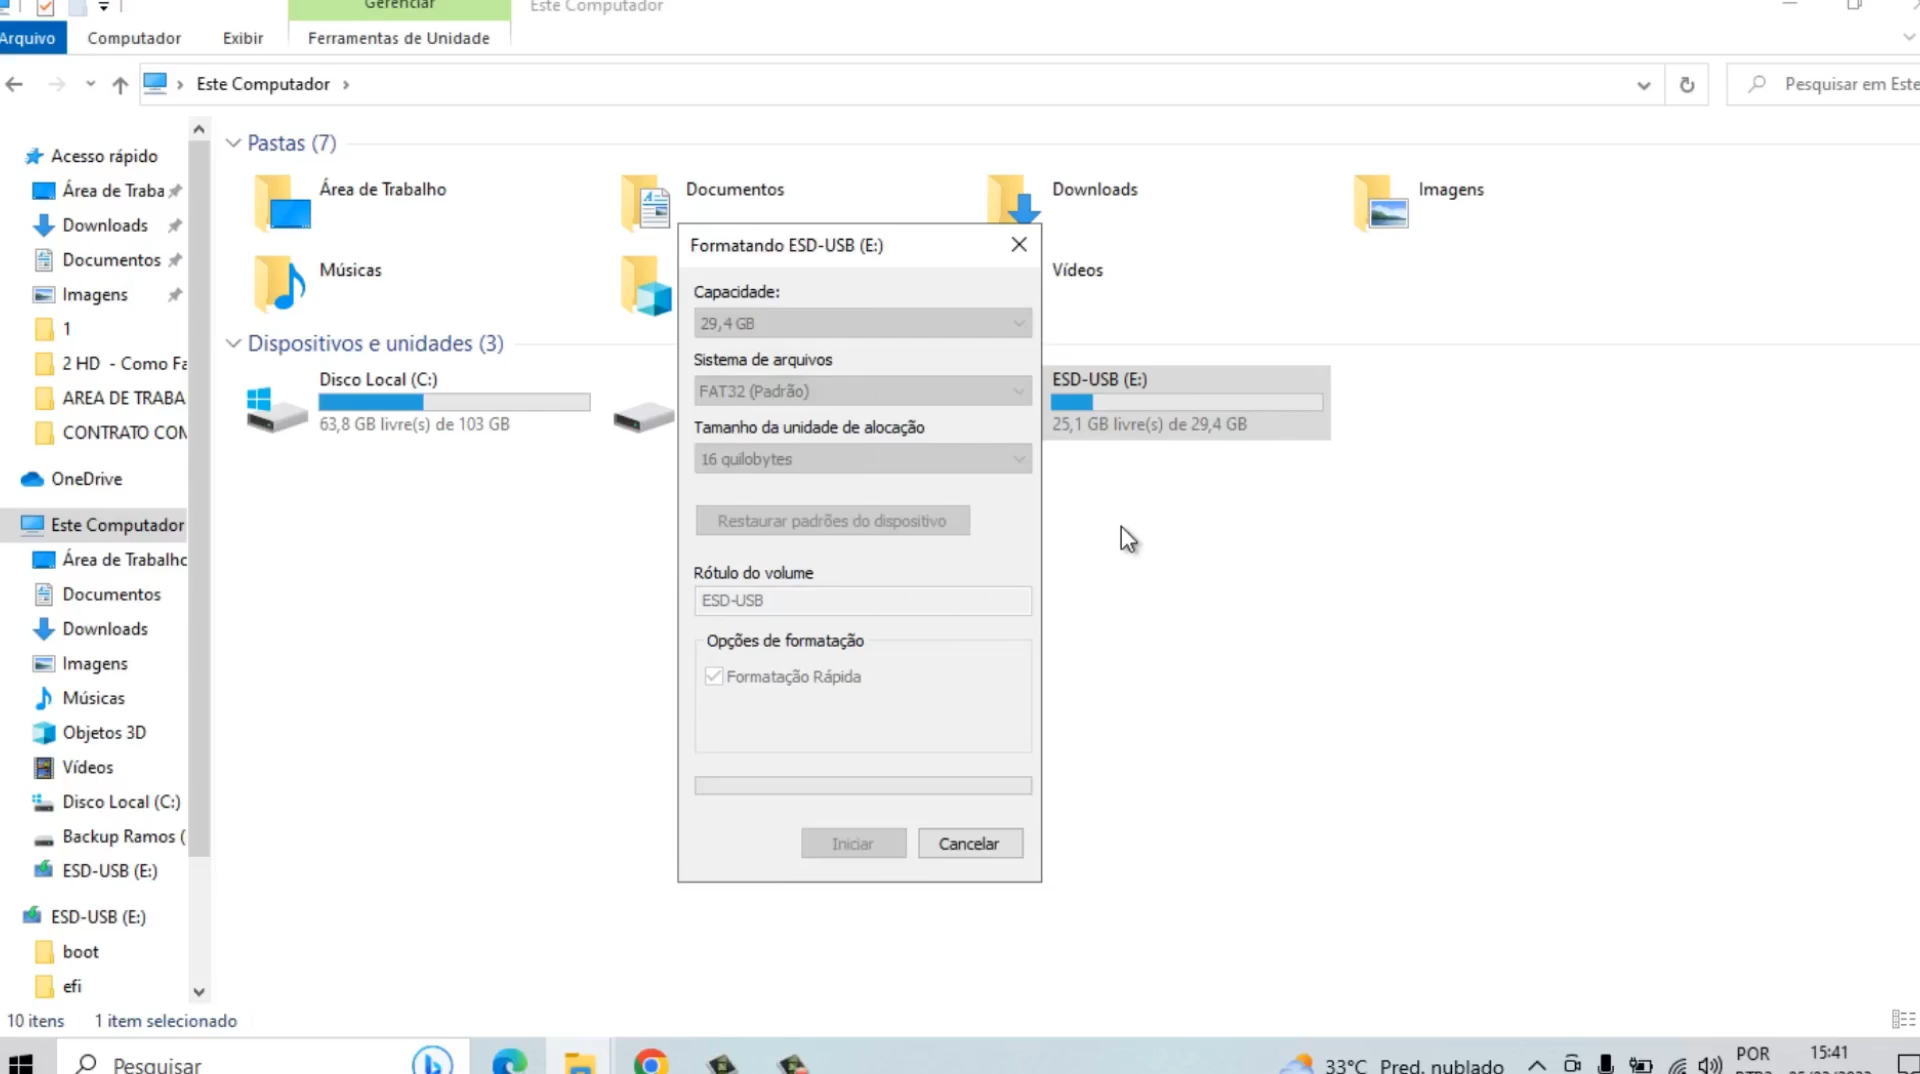 Gerenciar
Este Computador
Arquivo
Computador
Exibir
Ferramentas de Unidade
Este Computador
Pesquisar em Este
Acesso rápido
Área de Traba
Downloads
Documentos
Imagens
1
2 HD - Como Fa
AREA DE TRABA
CONTRATO COM
OneDrive
Este Computador
Área de Trabalho
Documentos
Downloads
Imagens
Músicas
Objetos 3D
Vídeos
Disco Local (C:)
Backup Ramos (
ESD-USB (E:)
ESD-USB (E:)
boot
efi
Pastas (7)
Área de Trabalho
Documentos
Downloads
Imagens
Músicas
Vídeos
Dispositivos e unidades (3)
Disco Local (C:)
63,8 GB livre(s) de 103 GB
ESD-USB (E:)
25,1 GB livre(s) de 29,4 GB
Formatando ESD-USB (E:)
Capacidade:
29,4 GB
Sistema de arquivos
FAT32 (Padrão)
Tamanho da unidade de alocação
16 quilobytes
Restaurar padrões do dispositivo
Rótulo do volume
ESD-USB
Opções de formatação
Formatação Rápida
Iniciar
Cancelar
10 itens
1 item selecionado
Pesquisar
33°C Pred. nublado
POR
15:41